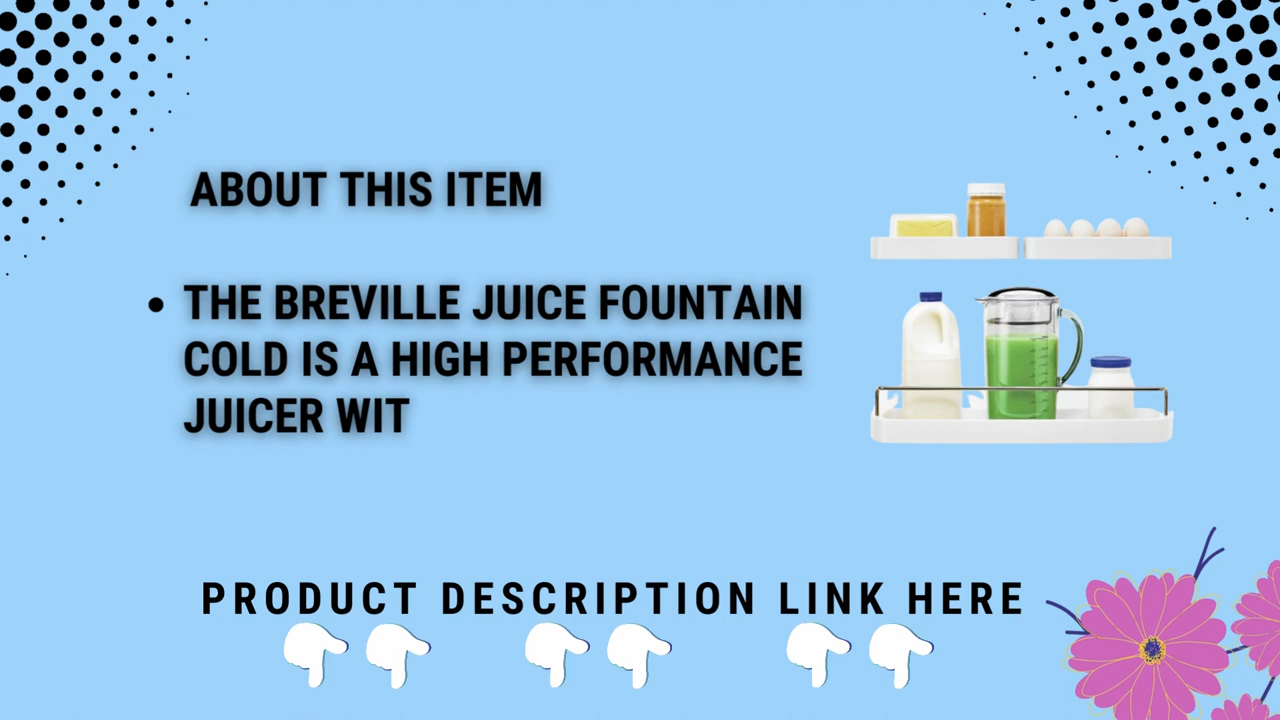 ABOUT THIS ITEM
• THE BREVILLE JUICE FOUNTAIN
COLD IS A HIGH PERFORMANCE
JUICER WIT
PRODUCT DESCRIPTION LINK HERE